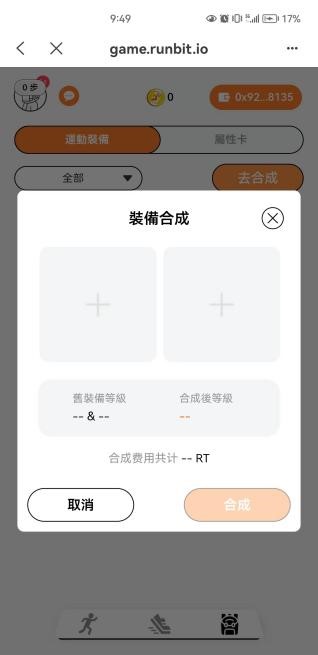 9:49
17%
game.runbit.io
0 步
0
0x92...8135
運動裝備
屬性卡
全部
去合成
裝備合成
舊裝備等級
合成後等級
-- & --
--
合成费用共计 -- RT
取消
合成